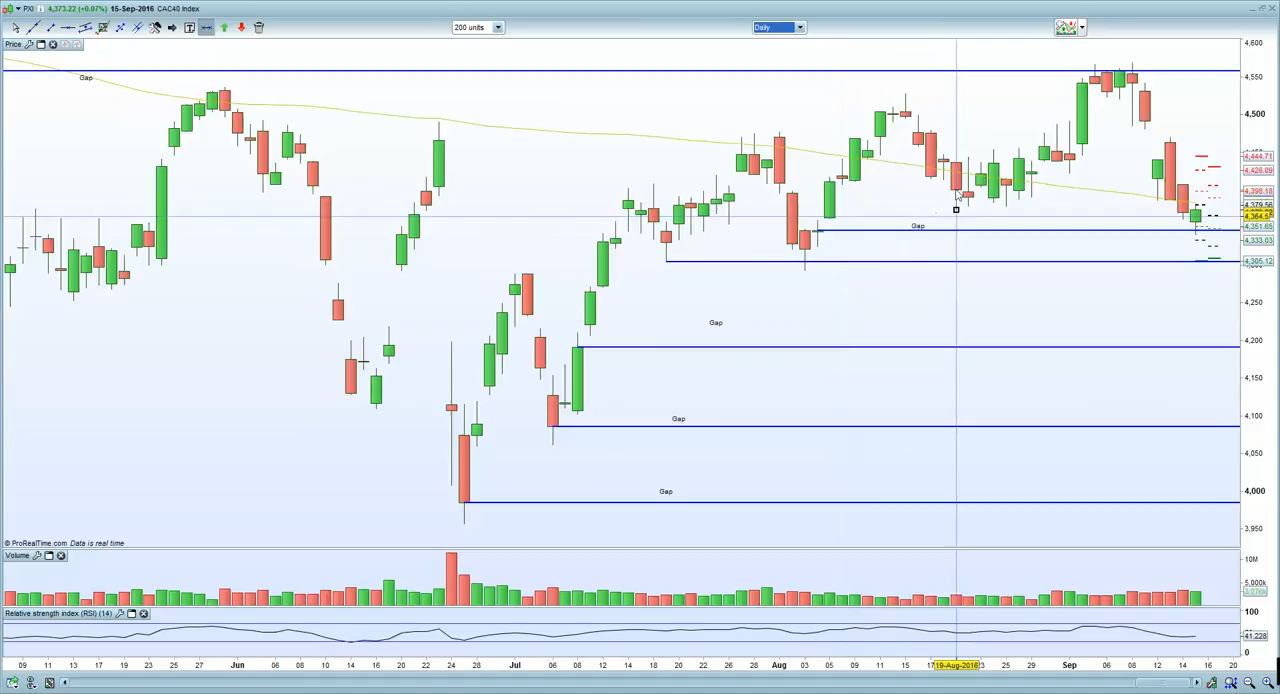 PXI 4,373.22 (+0.07%) 15-Sep-2016 CAC40 Index
200 units
Daily
Price
Gap
Gap
Gap
Gap
Gap
4,600
4,550
4,500
4,444.71
4,426.09
4,398.18
4,379.56
4,364.5
4,351.65
4,333.03
4,305.12
4,250
4,200
4,150
4,100
4,050
4,000
3,950
© ProRealTime.com Data is real time
Volume
10M
5,000k
Relative strength index (RSI) (14)
100
41.228
0
09 11 13 17 19 23 25 27 Jun 06 08 10 14 16 20 22 24 28 Jul 06 08 12 14 18 20 22 26 28 Aug 03 05 09 11 15 17 19-Aug-2016 23 25 29 Sep 06 08 12 14 16 20